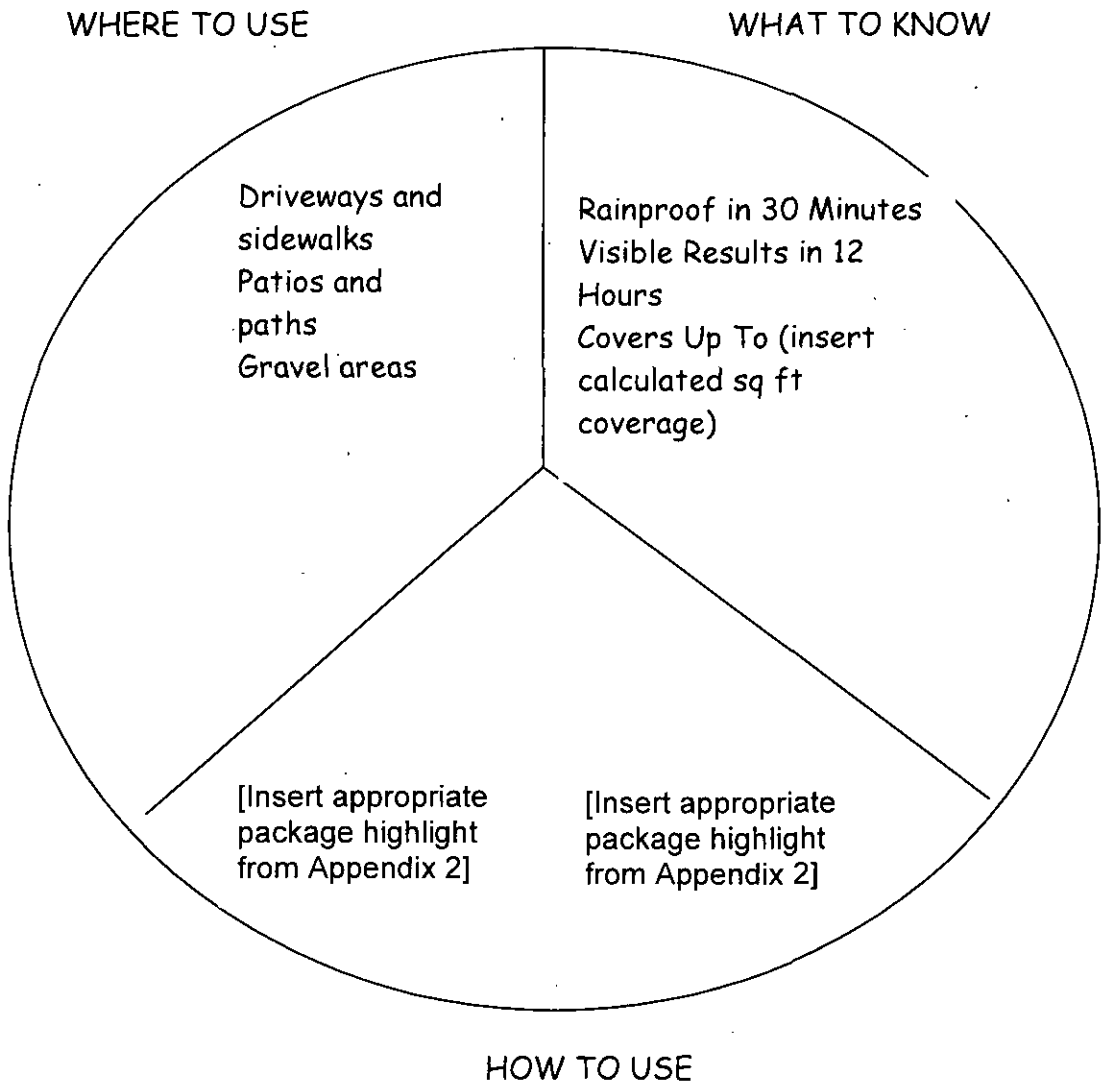 WHERE TO USE
WHAT TO KNOW
Driveways and
sidewalks
Patios and
paths
Gravel areas
Rainproof in 30 Minutes
Visible Results in 12
Hours
Covers Up To (insert
calculated sq ft
coverage)
[Insert appropriate
package highlight
from Appendix 2]
[Insert appropriate
package highlight
from Appendix 2]
HOW TO USE